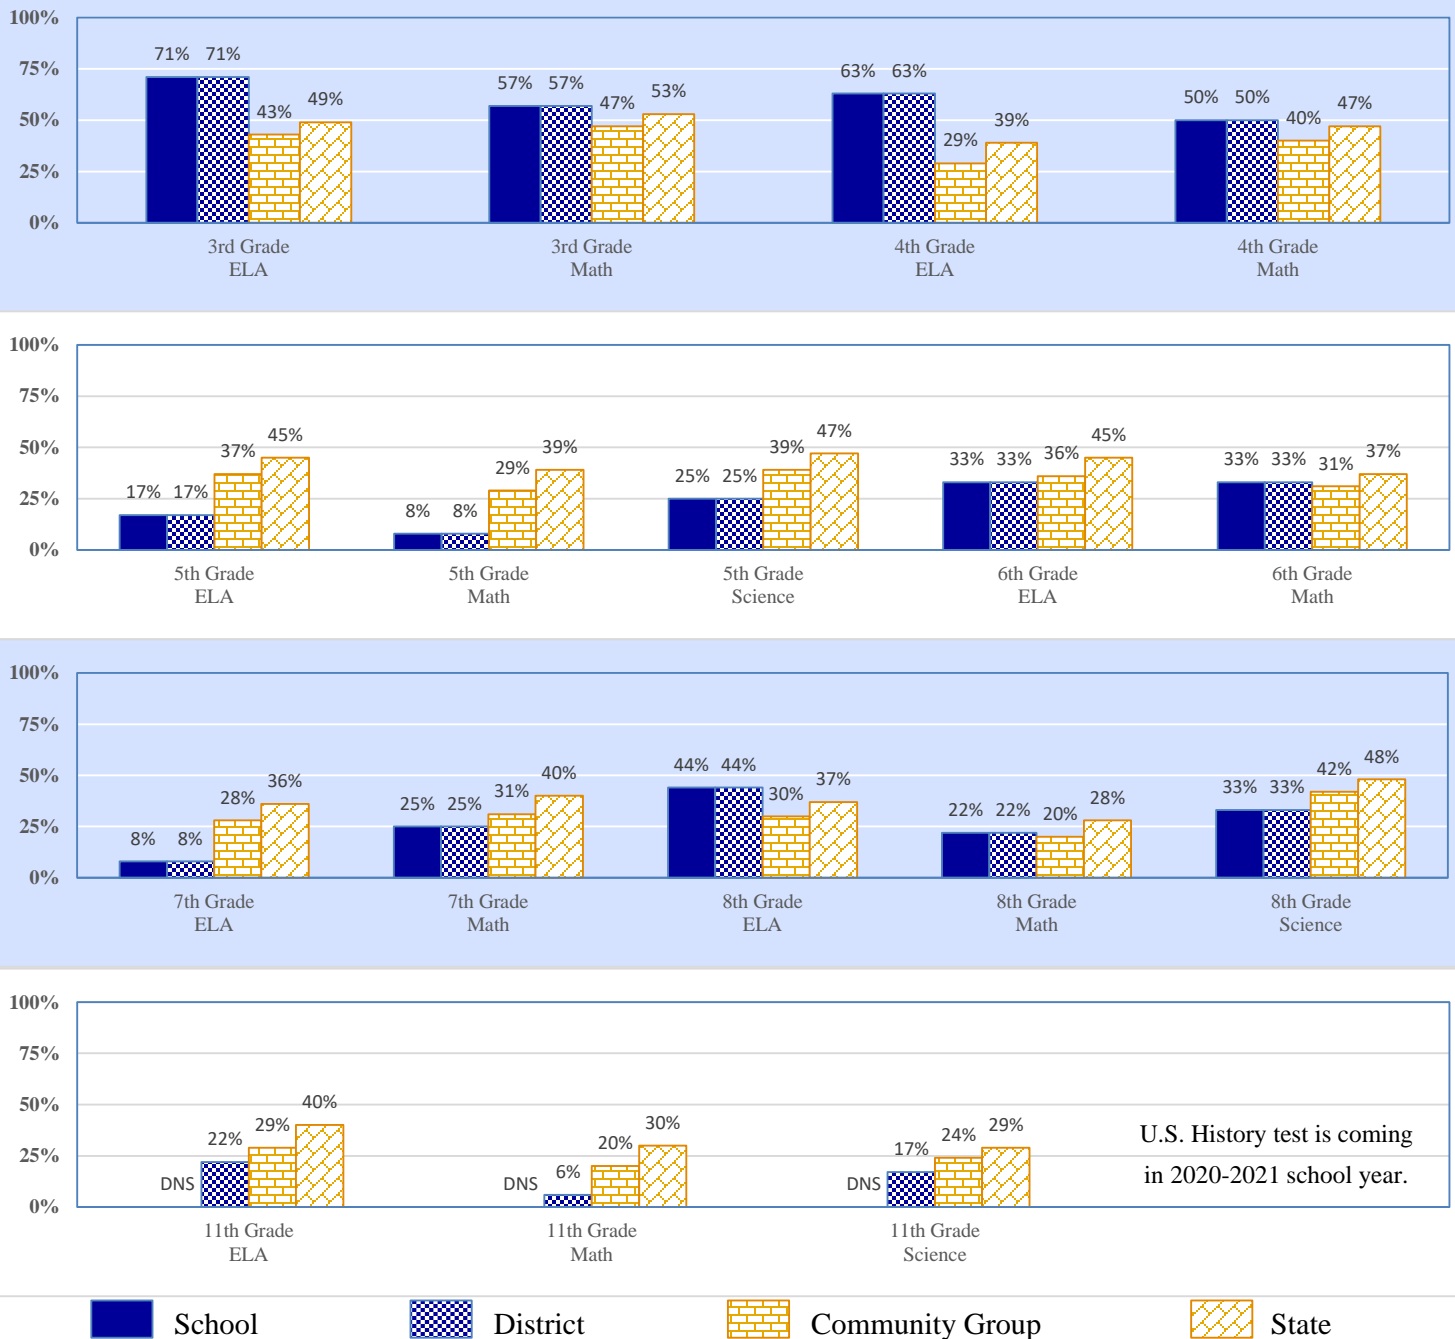 100%
75%
50%
25%
0%
71% 71% 43% 49%
57% 57% 47% 53%
63% 63% 29% 39%
50% 50% 40% 47%
3rd Grade
ELA
3rd Grade
Math
4th Grade
ELA
4th Grade
Math
100%
75%
50%
25%
0%
17% 17% 37% 45%
8% 8% 29% 39%
25% 25% 39% 47%
33% 33% 36% 45%
33% 33% 31% 37%
5th Grade
ELA
5th Grade
Math
5th Grade
Science
6th Grade
ELA
6th Grade
Math
100%
75%
50%
25%
0%
8% 8% 28% 36%
25% 25% 31% 40%
44% 44% 30% 37%
22% 22% 20% 28%
33% 33% 42% 48%
7th Grade
ELA
7th Grade
Math
8th Grade
ELA
8th Grade
Math
8th Grade
Science
100%
75%
50%
25%
0%
DNS 22% 29% 40%
DNS 6% 20% 30%
DNS 17% 24% 29%
U.S. History test is coming
in 2020-2021 school year.
11th Grade
ELA
11th Grade
Math
11th Grade
Science
School District Community Group State